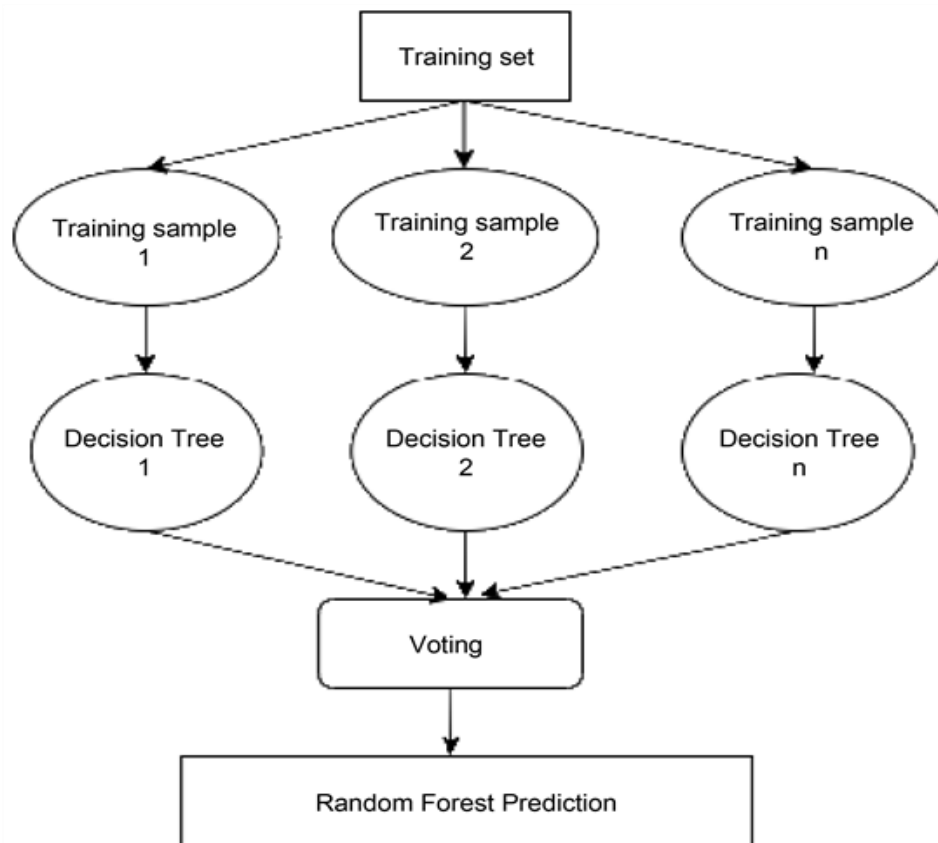 Training set
Training sample
1
Training sample
2
Training sample
n
Decision Tree
1
Decision Tree
2
Decision Tree
n
Voting
Random Forest Prediction